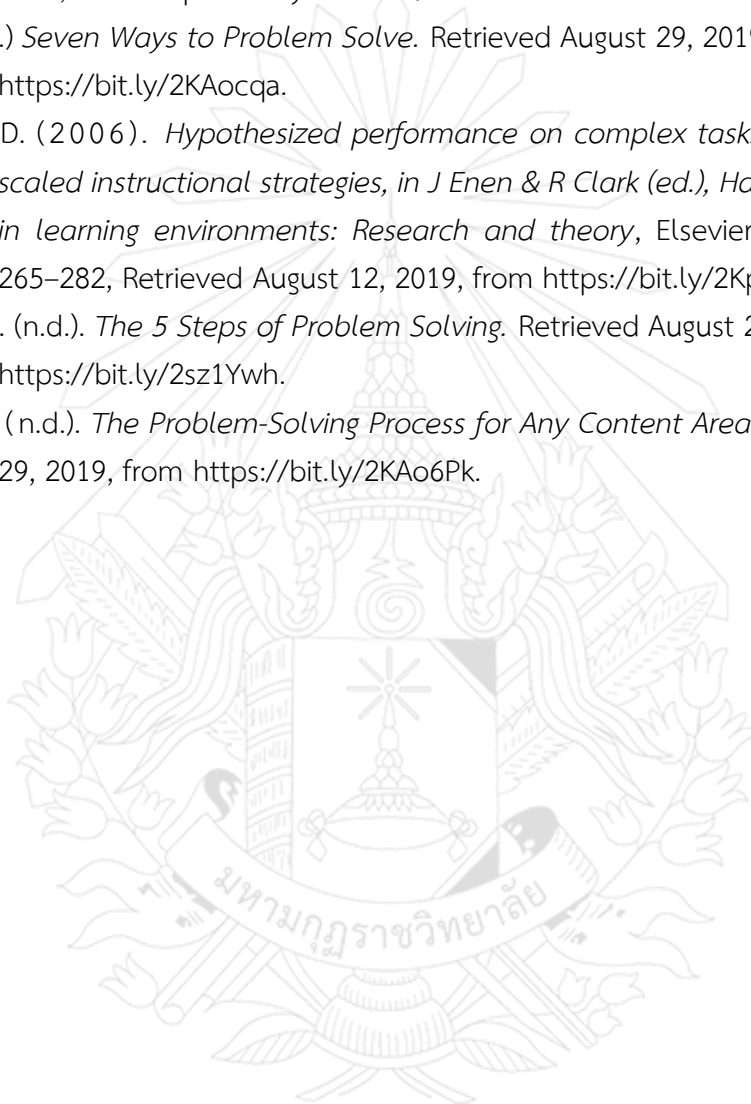 .) Seven Ways to Problem Solve. Retrieved August 29, 2019
https://bit.ly/2KAocqa.
D. (2006). Hypothesized performance on complex task
scaled instructional strategies, in J Enen & R Clark (ed.), Ha
in learning environments: Research and theory, Elsevier
265–282, Retrieved August 12, 2019, from https://bit.ly/2Kp
. (n.d.). The 5 Steps of Problem Solving. Retrieved August 2
https://bit.ly/2sz1Ywh.
(n.d.). The Problem-Solving Process for Any Content Area
29, 2019, from https://bit.ly/2KAo6Pk.
มหามกุฏราชวิทยาลัย